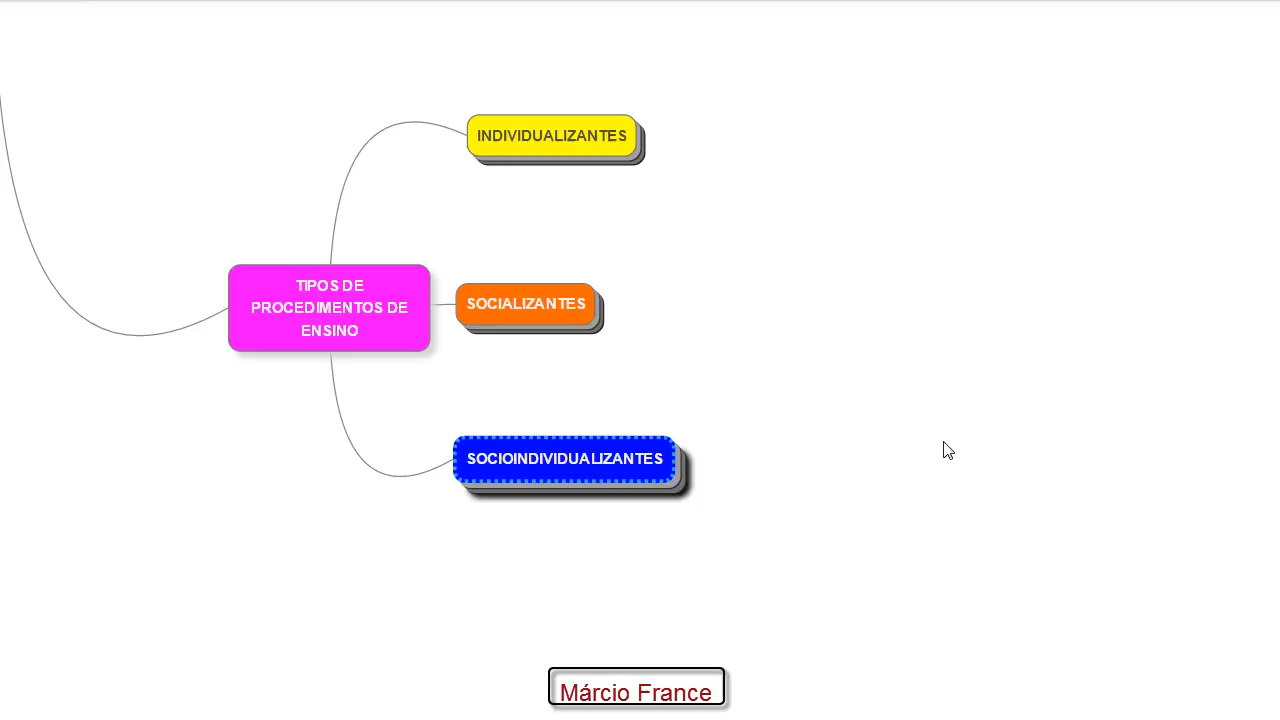 INDIVIDUALIZANTES
TIPOS DE
PROCEDIMENTOS DE
ENSINO
SOCIALIZANTES
SOCIOINDIVIDUALIZANTES
Márcio France